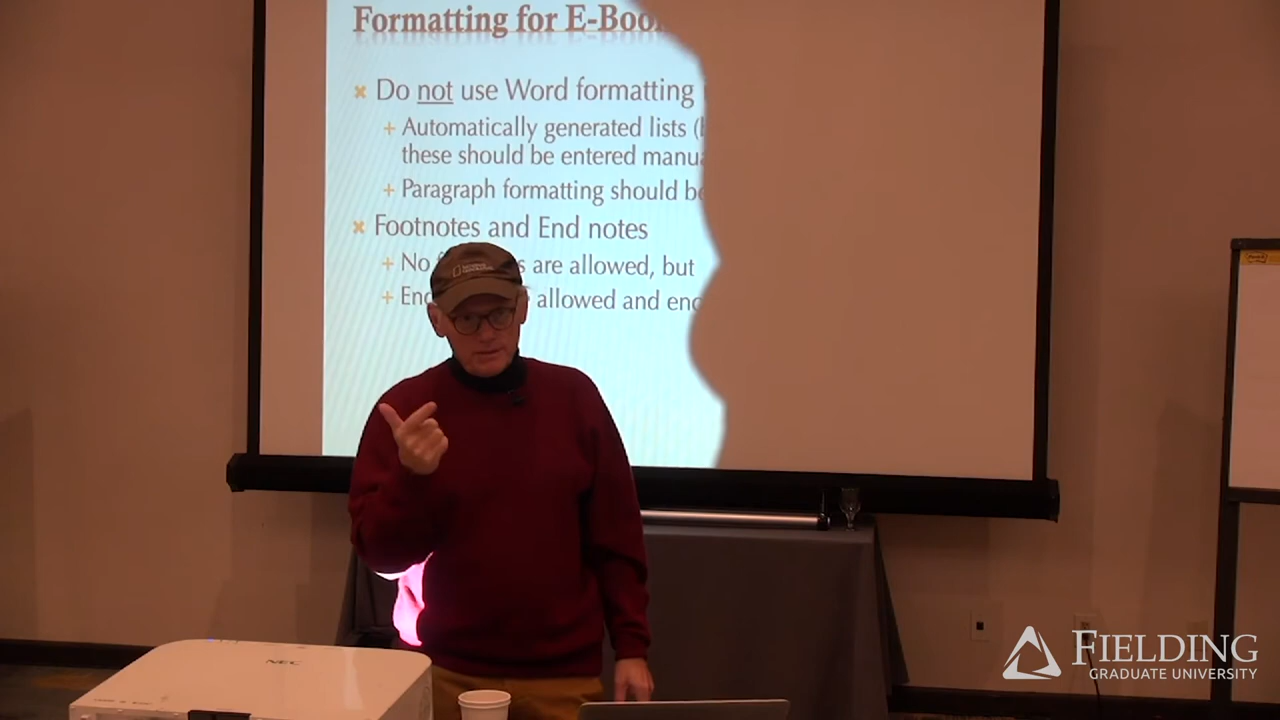 Formatting for E-Boo
Do not use Word formatting
+ Automatically generated lists (
these should be entered manu
+ Paragraph formatting should be
Footnotes and End notes
+ No are allowed, but
+ allowed and
NEC
FIELDING
GRADUATE UNIVERSITY